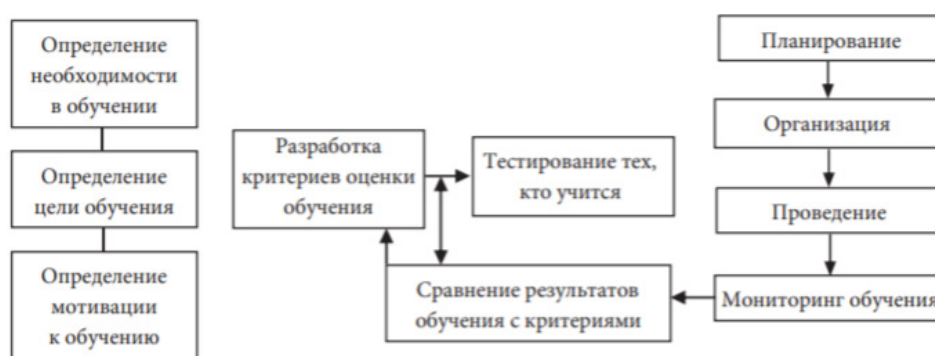 Определение
необходимости
в обучении
Определение
цели обучения
Определение
мотивации
к обучению
Разработка
критериев оценки
обучения
Тестирование тех,
кто учится
Сравнение результатов
обучения с критериями
Планирование
Организация
Проведение
Мониторинг обучения